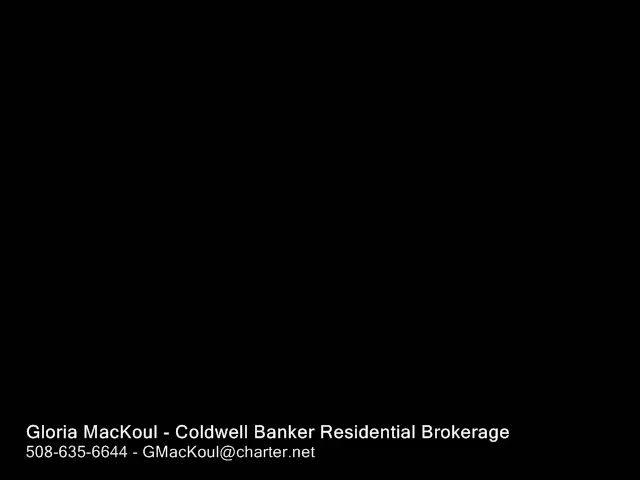 Gloria MacKoul - Coldwell Banker Residential Brokerage
508-635-6644 - GMacKoul@charter.net